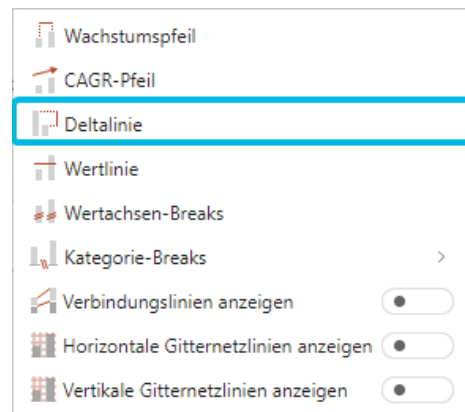 Wachstumspfeil
CAGR-Pfeil
Deltalinie
Wertlinie
Wertachsen-Breaks
Kategorie-Breaks
Verbindungslinien anzeigen
Horizontale Gitternetzlinien anzeigen
Vertikale Gitternetzlinien anzeigen